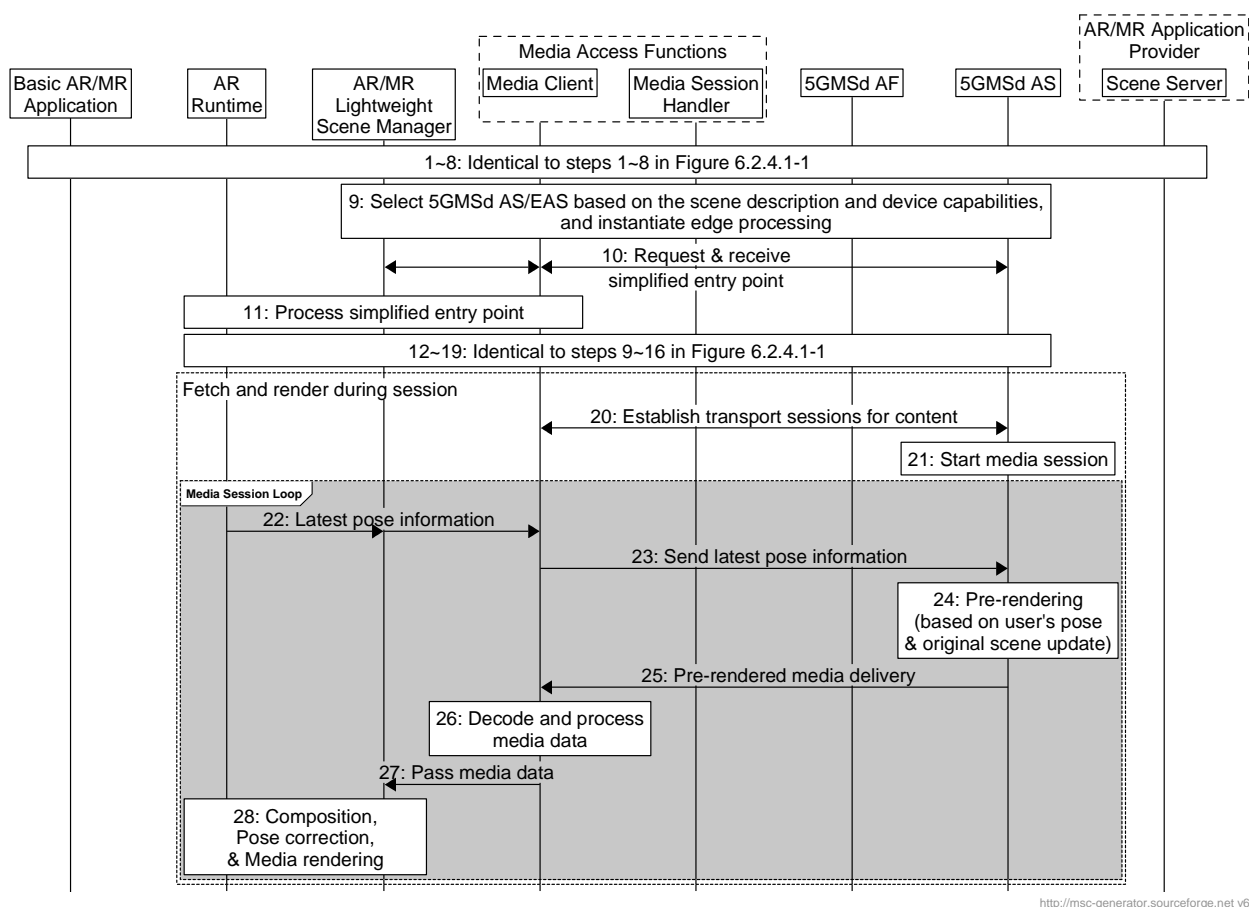 AR/MR Application
Provider
Media Access Functions
Basic AR/MR
Application
AR
Runtime
AR/MR
Lightweight
Scene Manager
Media Client
Media Session
Handler
5GMSd AF
5GMSd AS
Scene Server
1~8: Identical to steps 1~8 in Figure 6.2.4.1-1
9: Select 5GMSd AS/EAS based on the scene description and device capabilities,
and instantiate edge processing
10: Request & receive
simplified entry point
11: Process simplified entry point
12~19: Identical to steps 9~16 in Figure 6.2.4.1-1
Fetch and render during session
20: Establish transport sessions for content
21: Start media session
Media Session Loop
22: Latest pose information
23: Send latest pose information
24: Pre-rendering
(based on user's pose
& original scene update)
25: Pre-rendered media delivery
26: Decode and process
media data
27: Pass media data
28: Composition,
Pose correction,
& Media rendering
http://msc-generator.sourceforge.net v6